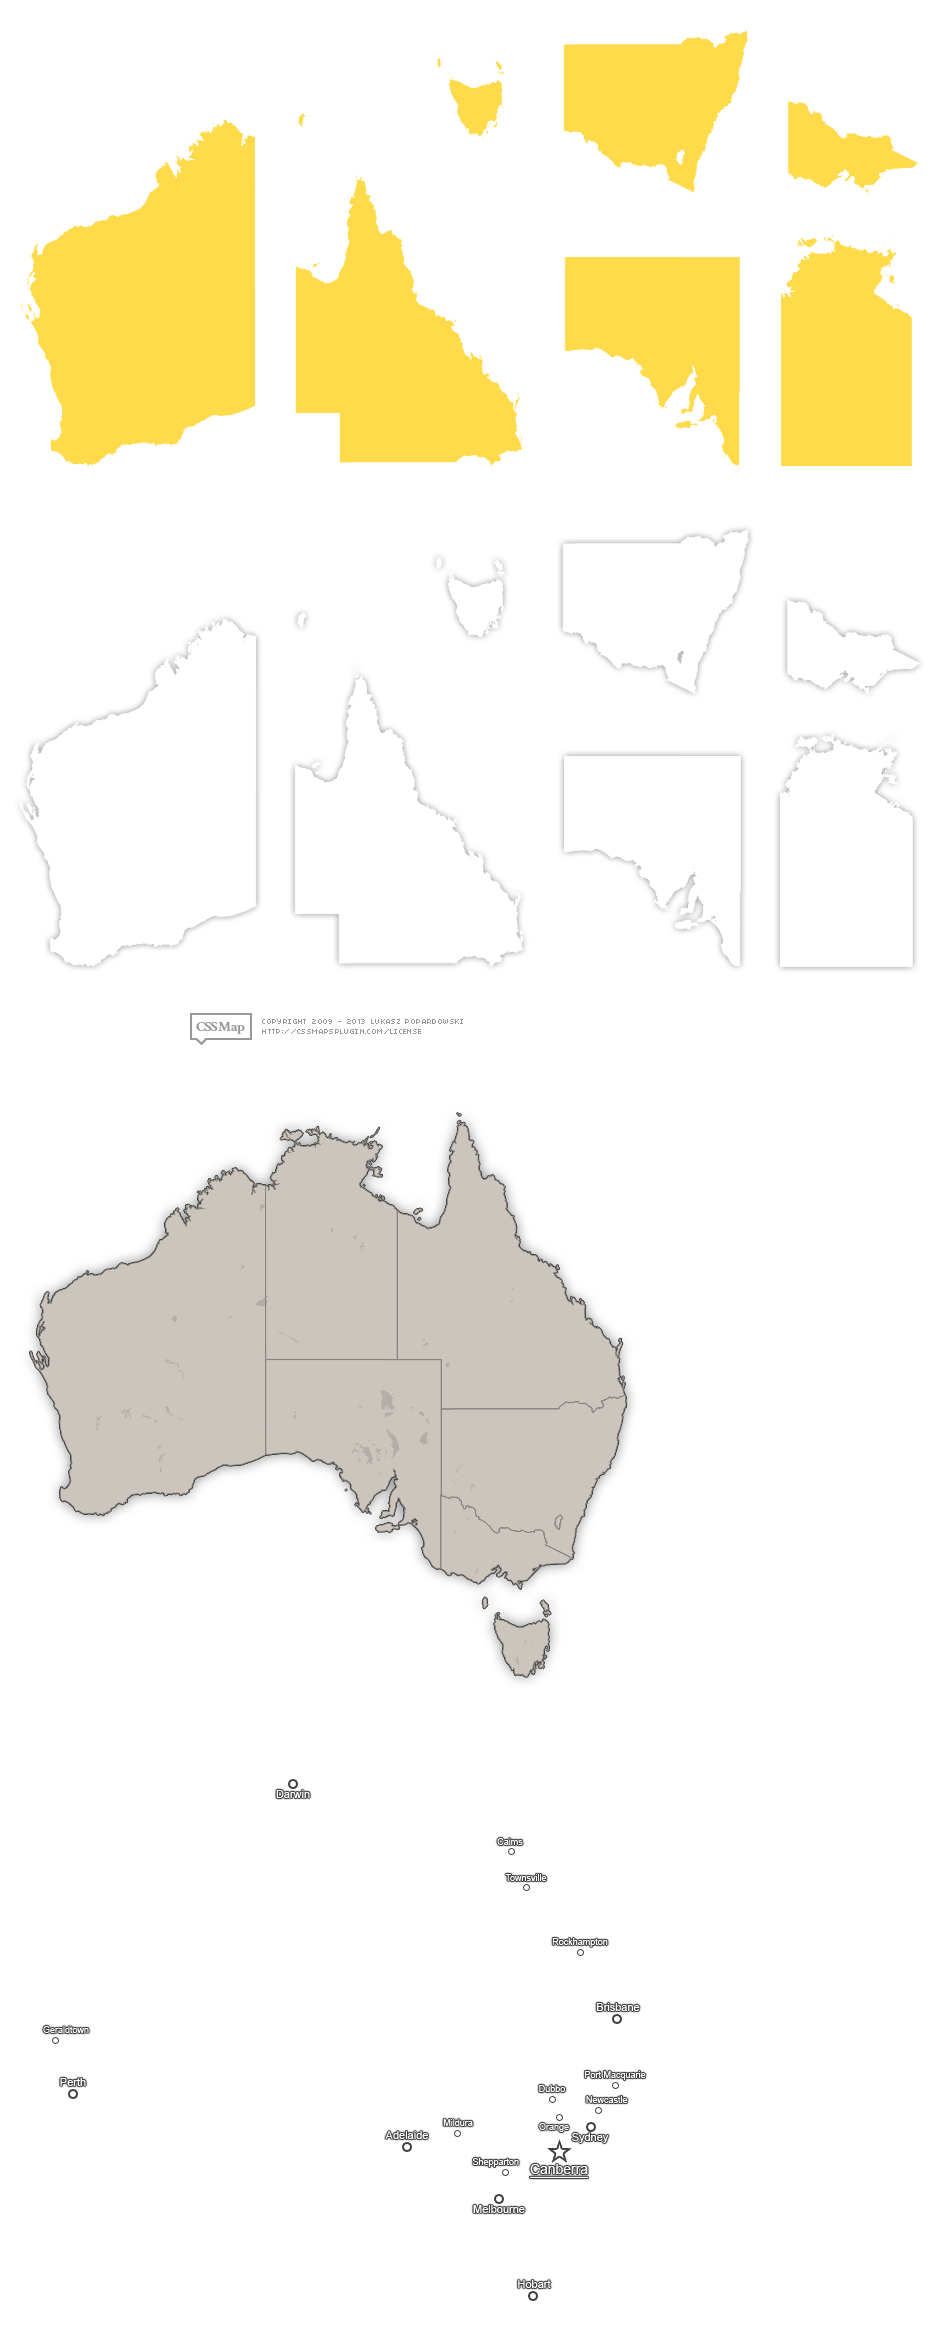 CSSMap
COPYRIGHT 2009 - 2013 LUKASZ POPARDOWSKI
HTTP://CSSMAPSPLUGIN.COM/LICENSE
Darwin
Cairns
Townsville
Rockhampton
Brisbane
Geraldtown
Perth
Port Macquarie
Dubbo
Newcastle
Mildura
Orange
Adelaide
Sydney
Shepparton
Canberra
Melbourne
Hobart